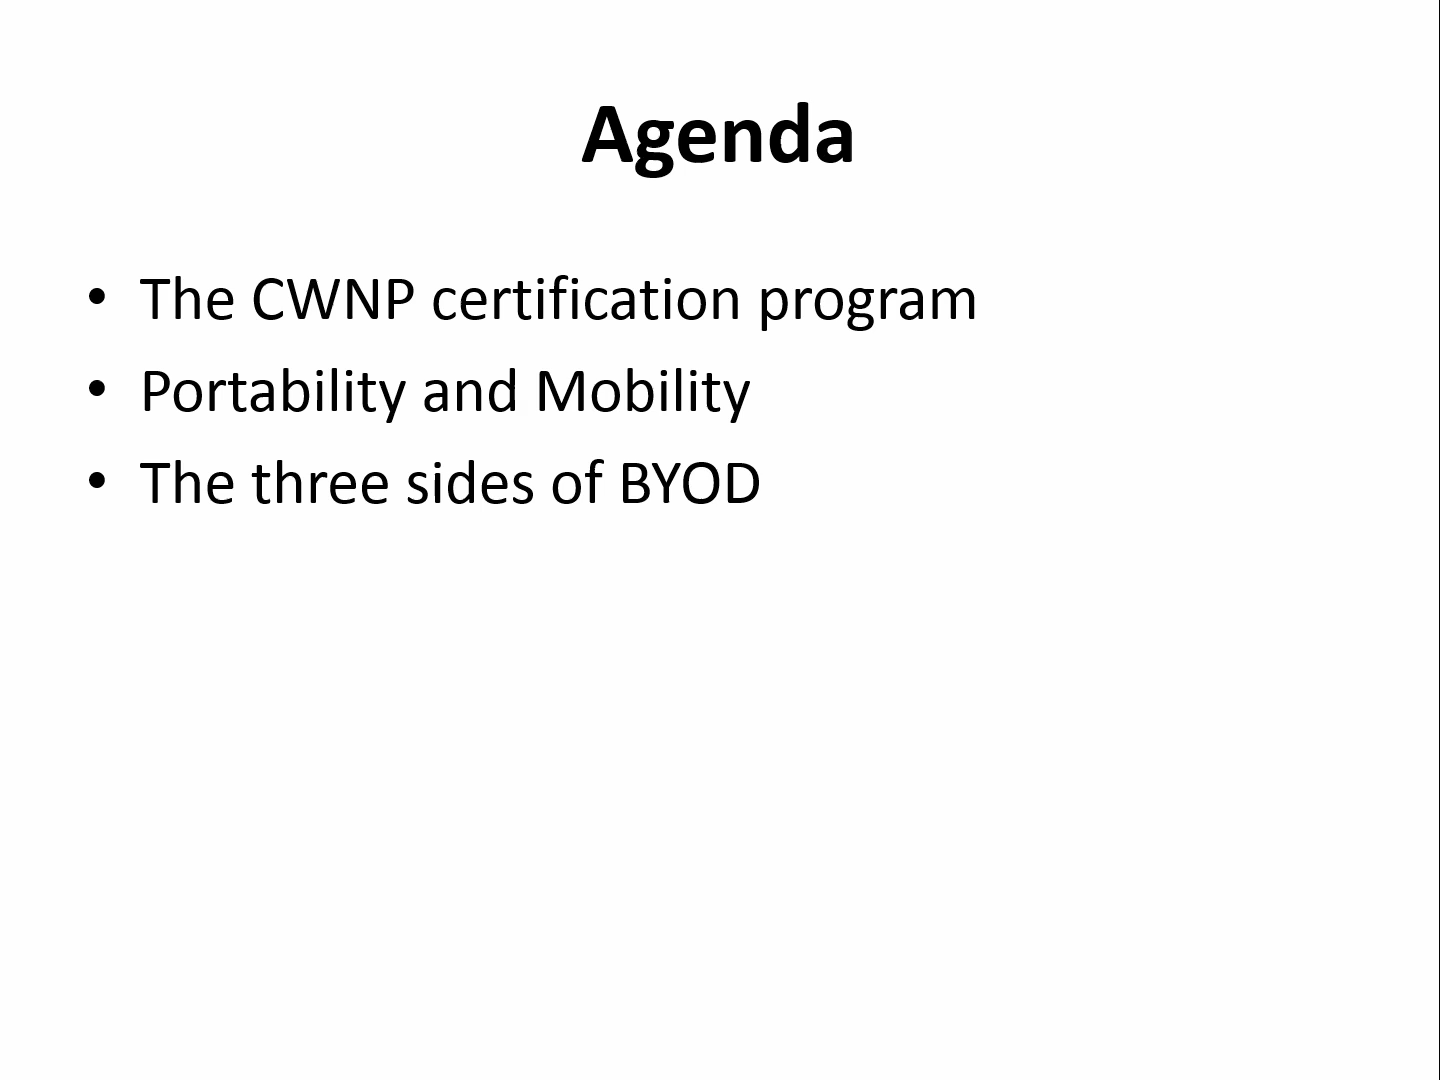 Agenda
• The CWNP certification program
• Portability and Mobility
• The three sides of BYOD